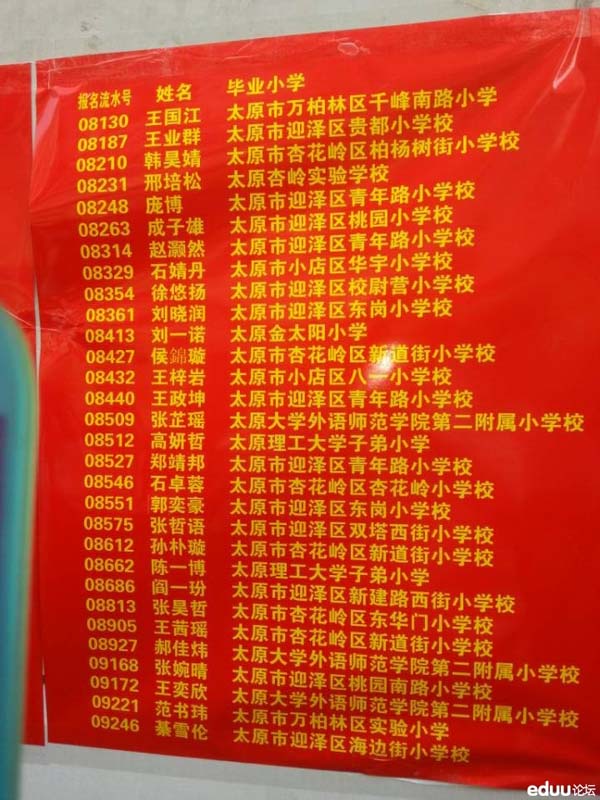 报名流水号 姓名 毕业小学
08130 王国江 太原市万柏林区千峰南路小学
08187 王业群 太原市迎泽区贵都小学校
08210 韩昊婧 太原市杏花岭区柏杨树街小学校
08231 邢培松 太原杏岭实验学校
08248 庞博 太原市迎泽区青年路小学校
08263 成子雄 太原市迎泽区桃园小学校
08314 赵灏然 太原市迎泽区青年路小学校
08329 石婧丹 太原市小店区华宇小学校
08354 徐悠扬 太原市迎泽区校尉营小学校
08361 刘晓润 太原市迎泽区东岗小学校
08413 刘一诺 太原金太阳小学
08427 侯錦璇 太原市杏花岭区新道街小学校
08432 王梓岩 太原市小店区八一小学校
08440 王政坤 太原市迎泽区青年路小学校
08509 张芷瑶 太原大学外语师范学院第二附属小学校
08512 高妍哲 太原理工大学子弟小学
08527 郑靖邦 太原市迎泽区青年路小学校
08546 石卓蓉 太原市杏花岭区杏花岭小学校
08551 郭奕豪 太原市迎泽区东岗小学校
08575 张哲语 太原市迎泽区双塔西街小学校
08612 孙朴璇 太原市杏花岭区新道街小学校
08662 陈一博 太原理工大学子弟小学
08686 阎一玢 太原市迎泽区新建路西街小学校
08813 张昊哲 太原市杏花岭区东华门小学校
08905 王茜瑶 太原市杏花岭区新道街小学校
08927 郝佳炜 太原大学外语师范学院第二附属小学校
09168 张婉晴 太原市迎泽区桃园南路小学校
09172 王奕欣 太原大学外语师范学院第二附属小学校
09221 范书玮 太原市万柏林区实验小学
09246 綦雪伦 太原市迎泽区海边街小学校
eduu论坛